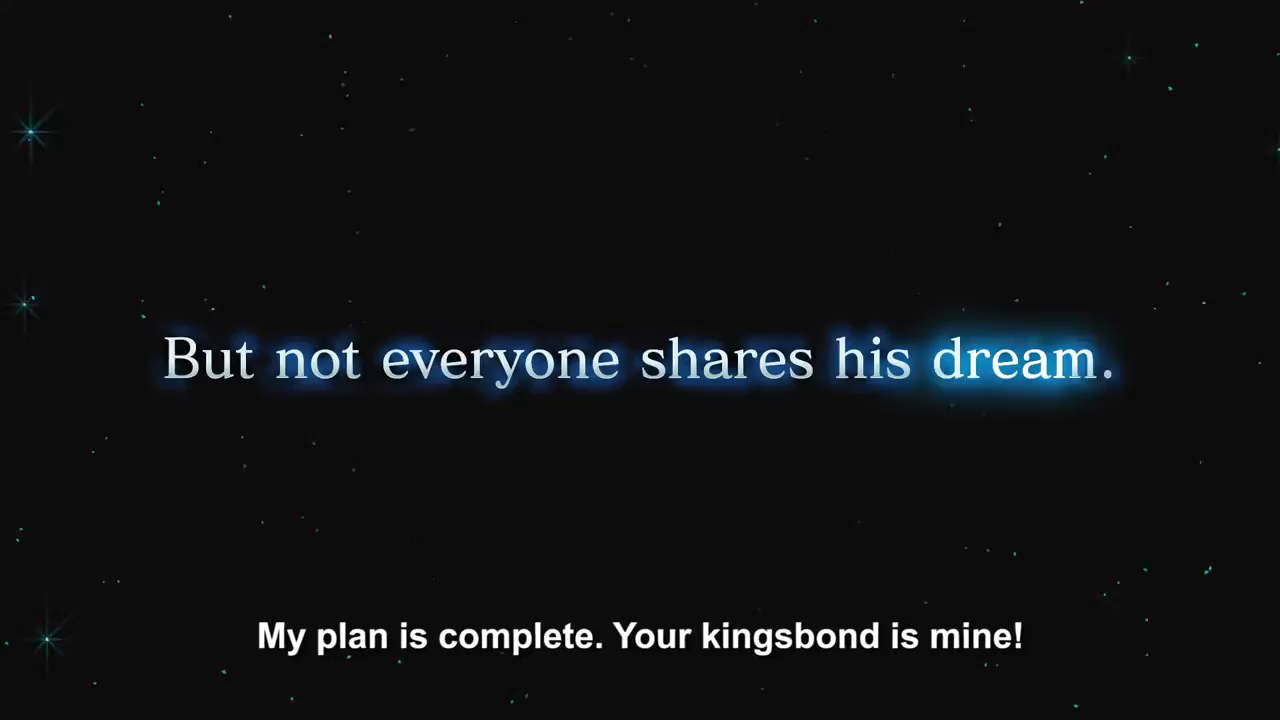 But not everyone shares his dream.
My plan is complete. Your kingsbond is mine!